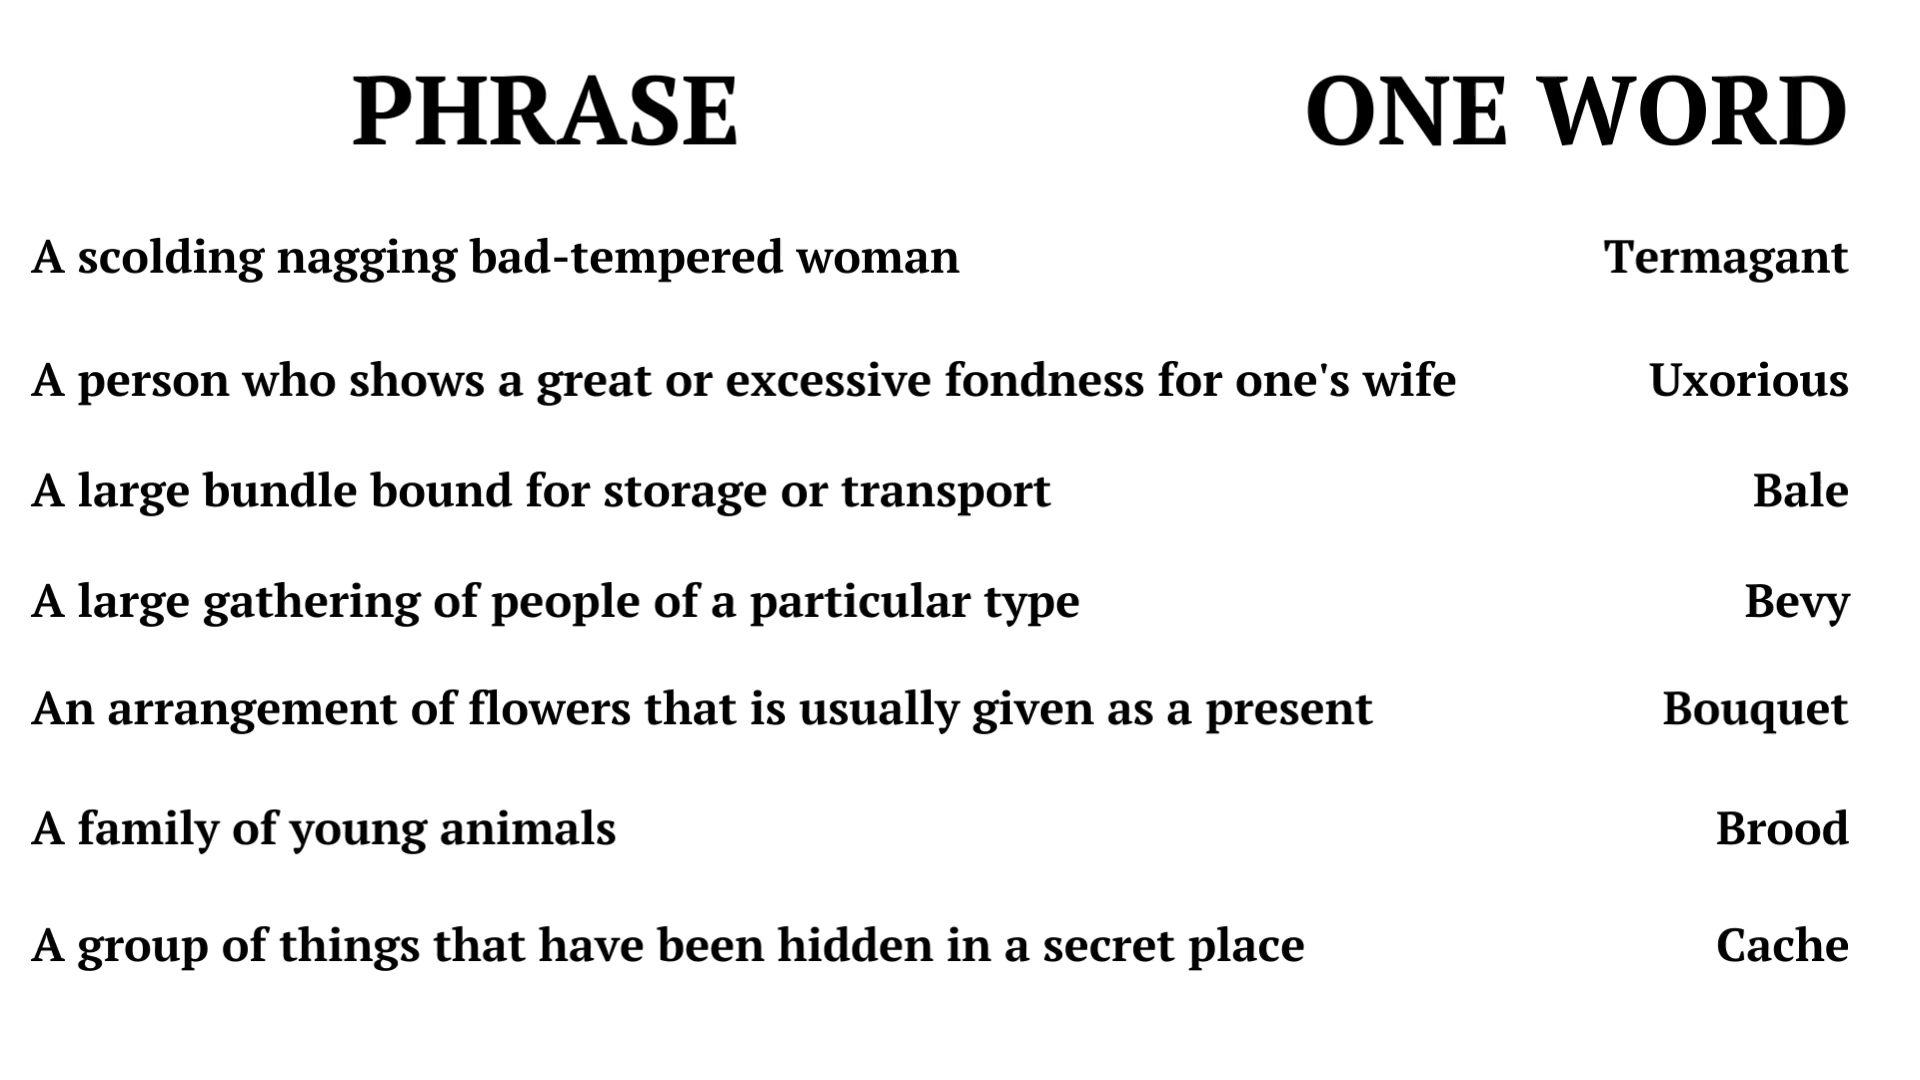 PHRASE ONE WORD
A scolding nagging bad-tempered woman Termagant
A person who shows a great or excessive fondness for one's wife Uxorious
A large bundle bound for storage or transport Bale
A large gathering of people of a particular type Bevy
An arrangement of flowers that is usually given as a present Bouquet
A family of young animals Brood
A group of things that have been hidden in a secret place Cache